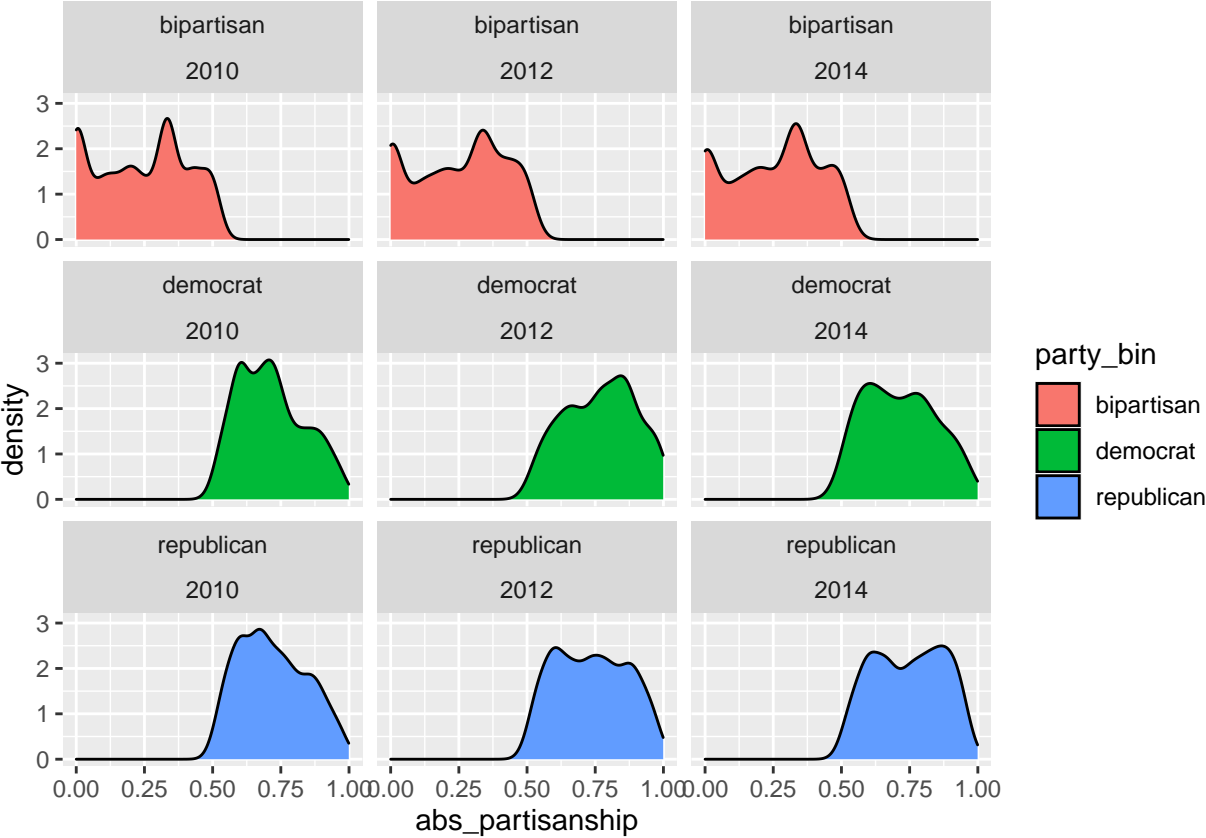 bipartisan bipartisan bipartisan
2010 2012 2014
3
2
1
0
democrat democrat democrat
2010 2012 2014
3
2
1
0
republican republican republican
2010 2012 2014
3
2
1
0
0.00 0.25 0.50 0.75 1.00 0.00 0.25 0.50 0.75 1.00 0.00 0.25 0.50 0.75 1.00
abs_partisanship
density
party_bin
bipartisan
democrat
republican